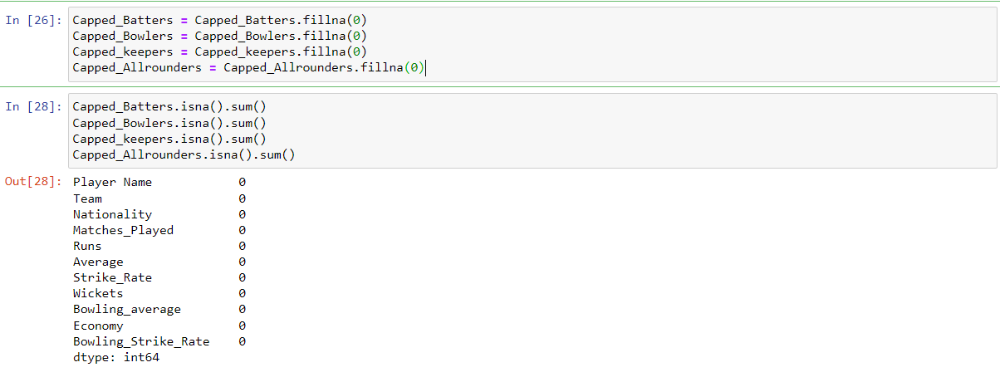 In [26]: Capped_Batters = Capped_Batters.fillna(0)
Capped_Bowlers = Capped_Bowlers.fillna(0)
Capped_keepers = Capped_keepers.fillna(0)
Capped_Allrounders = Capped_Allrounders.fillna(0)
In [28]: Capped_Batters.isna().sum()
Capped_Bowlers.isna().sum()
Capped_keepers.isna().sum()
Capped_Allrounders.isna().sum()
Out[28]: Player Name 0
Team 0
Nationality 0
Matches_Played 0
Runs 0
Average 0
Strike_Rate 0
Wickets 0
Bowling_average 0
Economy 0
Bowling_Strike_Rate 0
dtype: int64